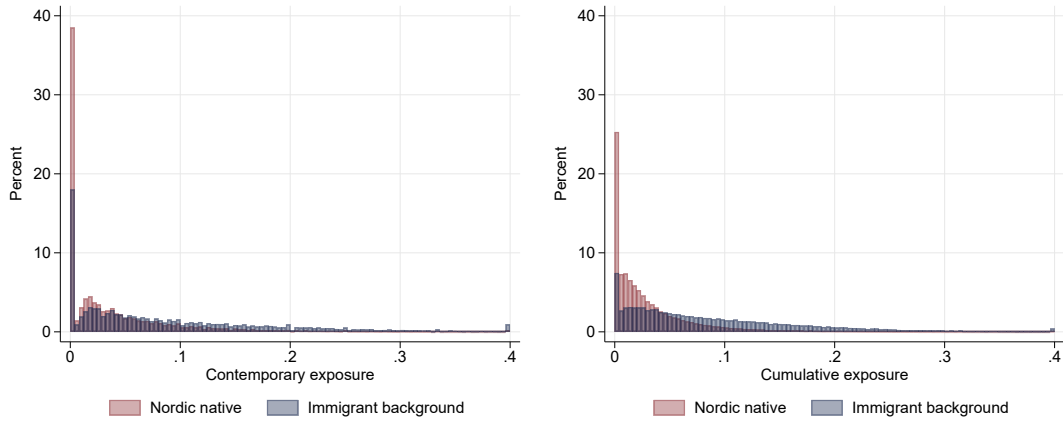 40
30
20
10
0
Percent
0 .1 .2 .3 .4
Contemporary exposure
Nordic native Immigrant background
40
30
20
10
0
Percent
0 .1 .2 .3 .4
Cumulative exposure
Nordic native Immigrant background